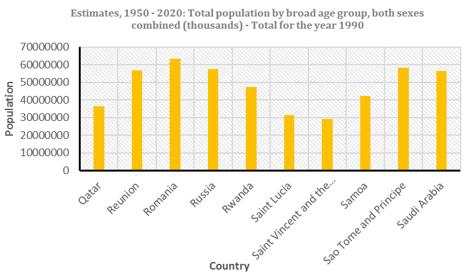 Estimates, 1950 - 2020: Total population by broad age group, both sexes
combined (thousands) - Total for the year 1990
70000000
60000000
50000000
40000000
30000000
20000000
10000000
0
Population
Qatar
Reunion
Romania
Russia
Rwanda
Saint Lucia
Saint Vincent and the...
Samoa
Sao Tome and Principe
Saudi Arabia
Country